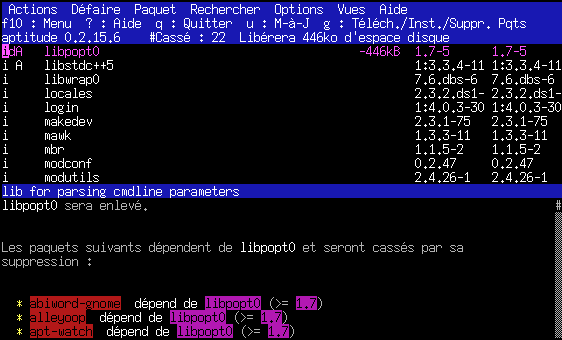 Actions  Défaire  Paquet  Rechercher  Options  Vues  Aide
f10 : Menu  ? : Aide  q : Quitter  u : M-à-J  g : Téléch./Inst./Suppr. Pqts
aptitude 0.2.15.6    #Cassé : 22  Libérera 446ko d'espace disque
idA  libpopt0  -446kB  1.7-5  1.7-5
i A  libstdc++5  1:3.3.4-11  1:3.3.4-11
i    libwrap0  7.6.dbs-6  7.6.dbs-6
i    locales  2.3.2.ds1-  2.3.2.ds1-
i    login  1:4.0.3-30  1:4.0.3-30
i    makedev  2.3.1-75  2.3.1-75
i    mawk  1.3.3-11  1.3.3-11
i    mbr  1.1.5-2  1.1.5-2
i    modconf  0.2.47  0.2.47
i    modutils  2.4.26-1  2.4.26-1
lib for parsing cmdline parameters
libpopt0 sera enlevé. #
Les paquets suivants dépendent de libpopt0 et seront cassés par sa
suppression :
* abiword-gnome  dépend de libpopt0 (>= 1.7)
* alleyoop  dépend de libpopt0 (>= 1.7)
* apt-watch  dépend de libpopt0 (>= 1.7)